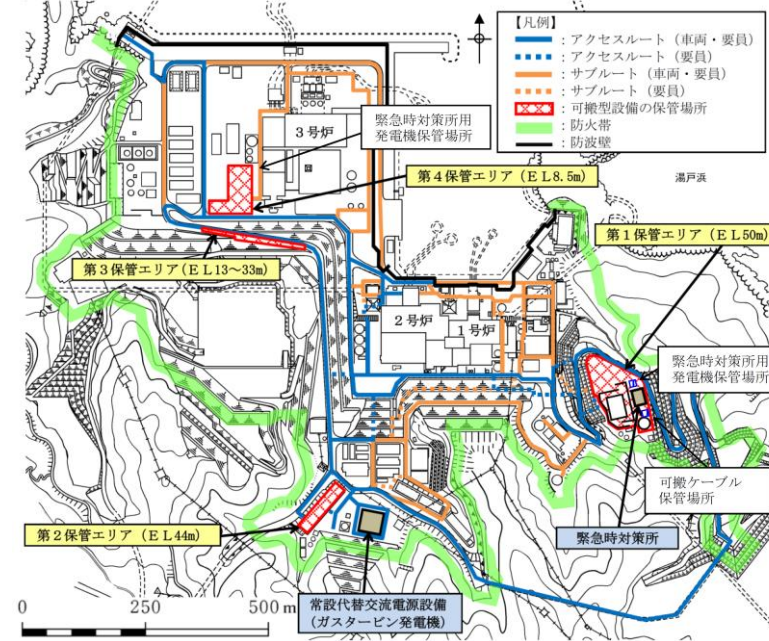 【凡例】
：アクセスルート（車両・要員）
：アクセスルート（要員）
：サブルート（車両・要員）
：サブルート（要員）
：可搬型設備の保管場所
：防火帯
：防波壁
緊急時対策所用
発電機保管場所
3号炉
第4保管エリア（EL8.5m）
湯戸浜
第1保管エリア（EL50m）
第3保管エリア（EL13～33m）
2号炉
1号炉
緊急時対策所用
発電機保管場所
可搬ケーブル
保管場所
第2保管エリア（EL44m）
緊急時対策所
常設代替交流電源設備
（ガスタービン発電機）
0 250 500 m